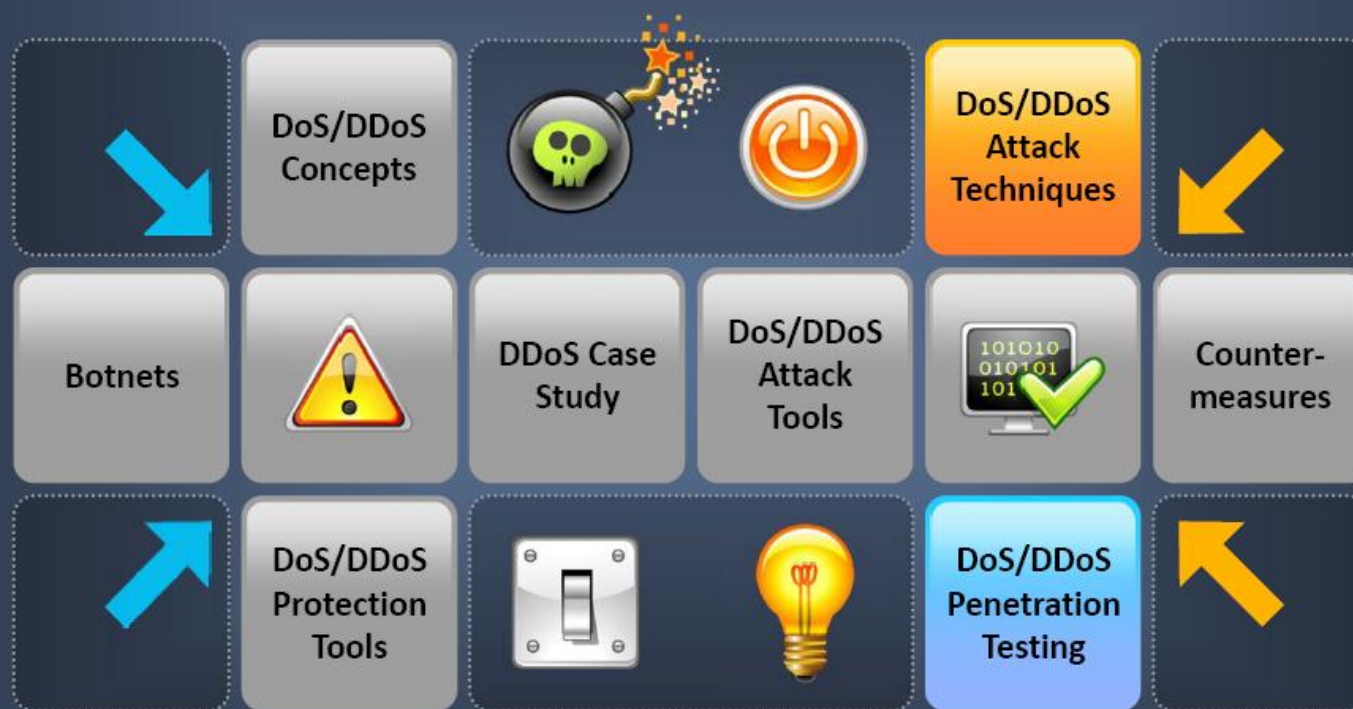 DoS/DDoS
Concepts
DoS/DDoS
Attack
Techniques
Botnets
DDoS Case
Study
DoS/DDoS
Attack
Tools
101010
010101
101
Counter-
measures
DoS/DDoS
Protection
Tools
DoS/DDoS
Penetration
Testing